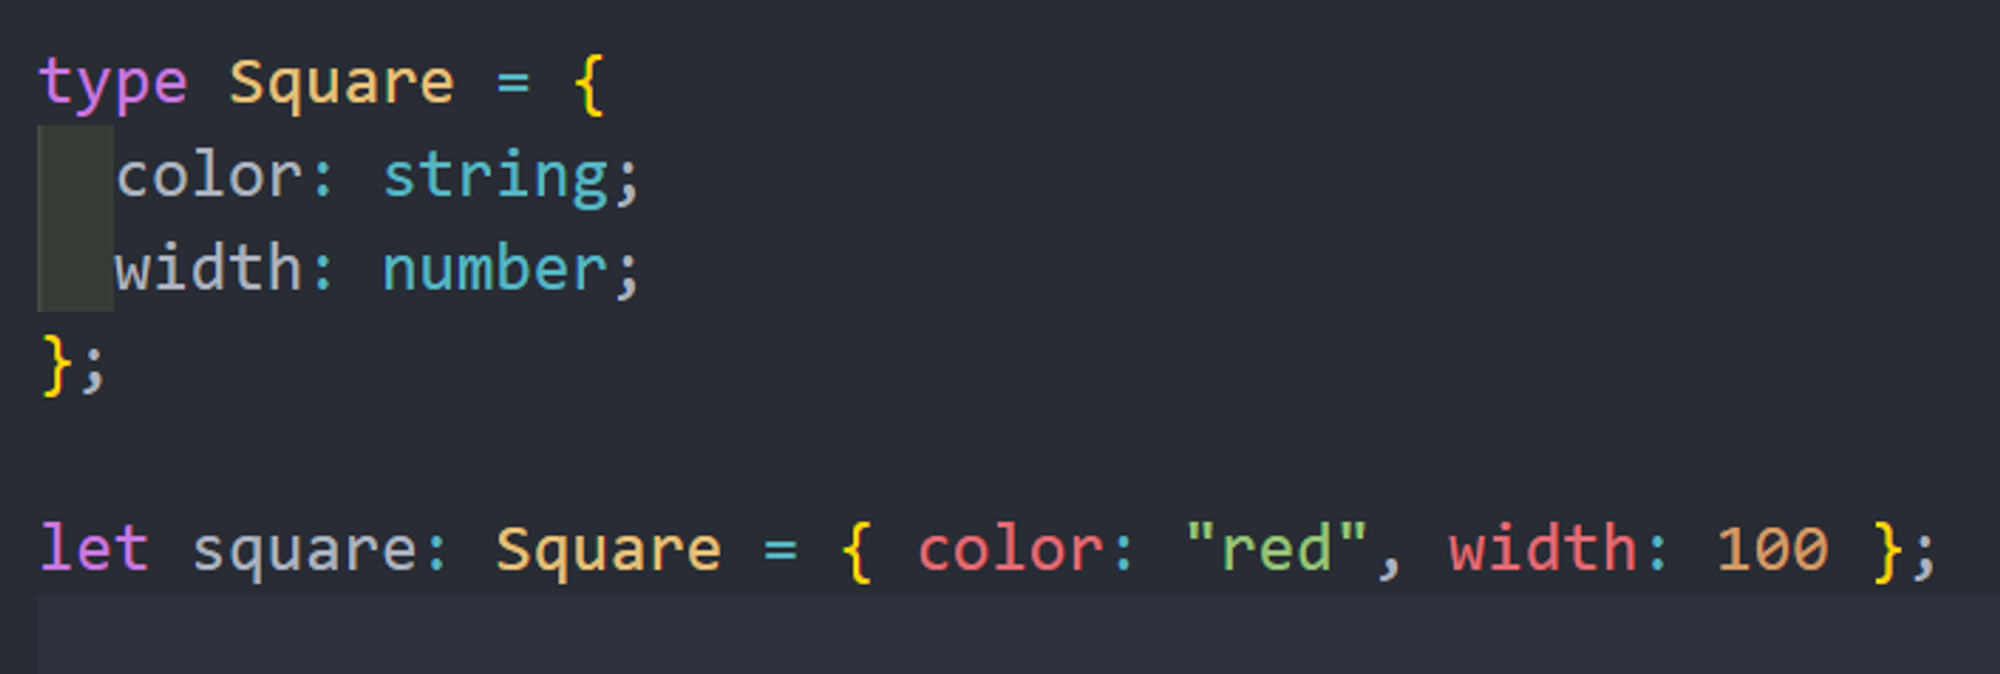 type Square = {
  color: string;
  width: number;
};

let square: Square = { color: "red", width: 100 };